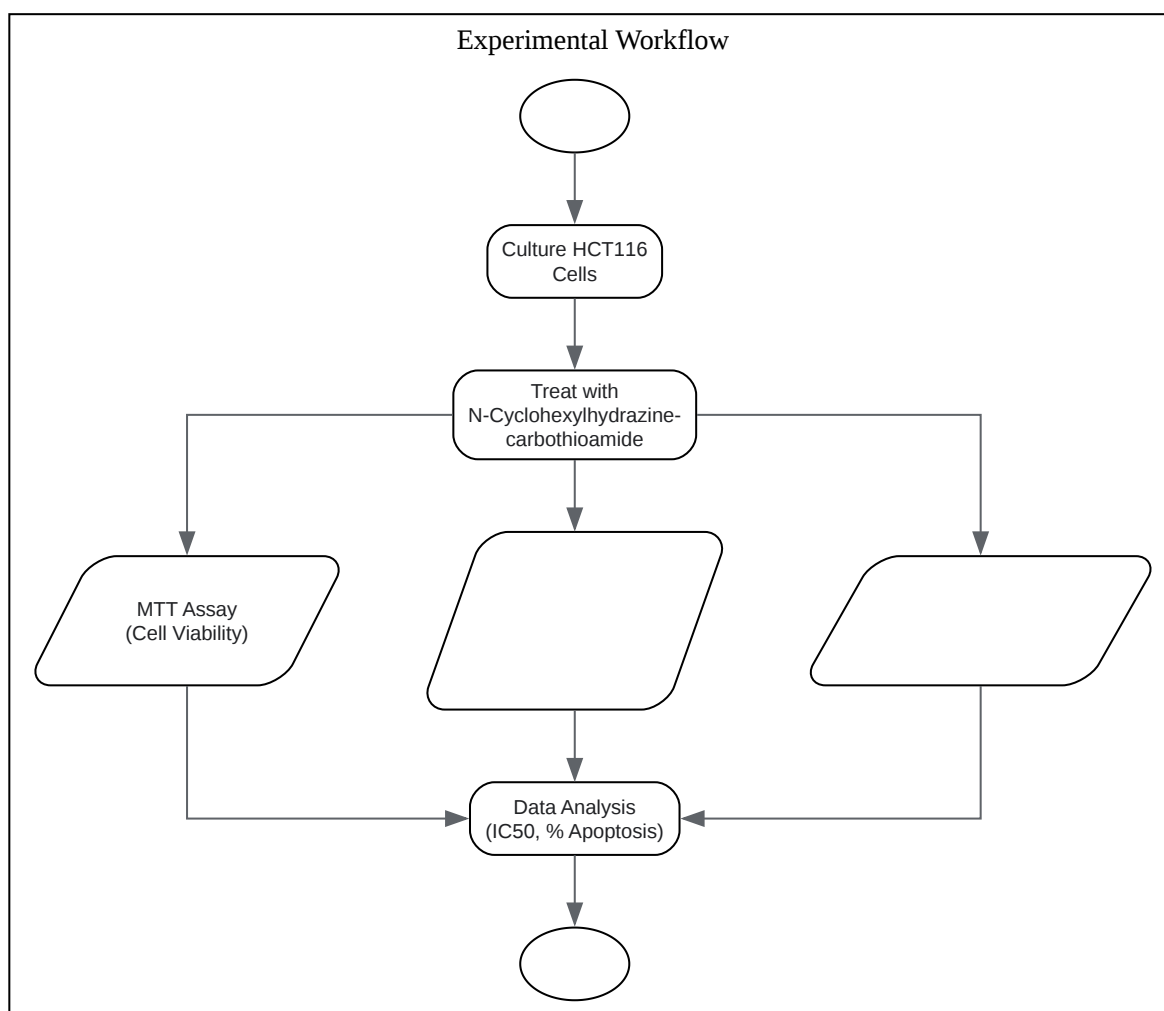 Experimental Workflow
Culture HCT116
Cells
Treat with
N-Cyclohexylhydrazine-
carbothioamide
MTT Assay
(Cell Viability)
Data Analysis
(IC50, % Apoptosis)